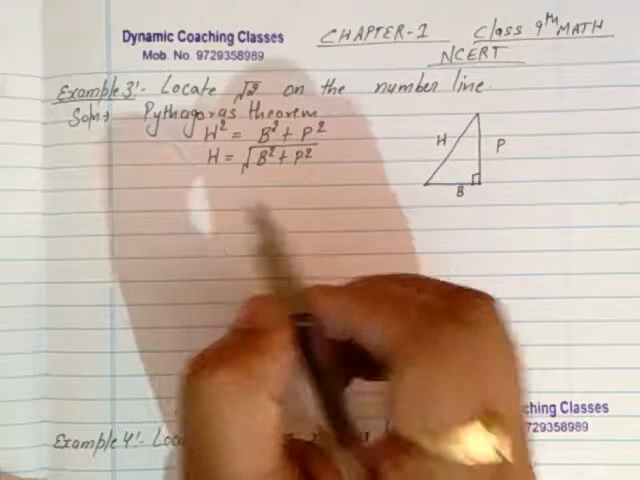 Dynamic Coaching Classes
Mob. No. 9729358989
CHAPTER-1 Class 9th MATH
NCERT
Example 3'- Locate √2 on the number line.
Soln:→ Pythagoras theorem
H² = B² + P²
H = √B² + P²
H
P
B
ching Classes
729358989
Example 4'- Loca